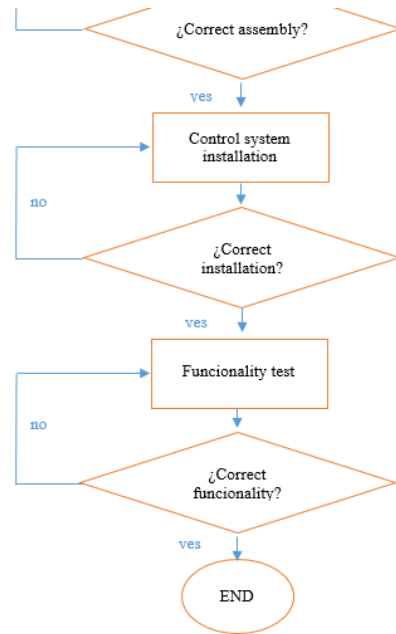 ¿Correct assembly?
yes
Control system
installation
no
¿Correct
installation?
yes
Funcionality test
no
¿Correct
funcionality?
yes
END